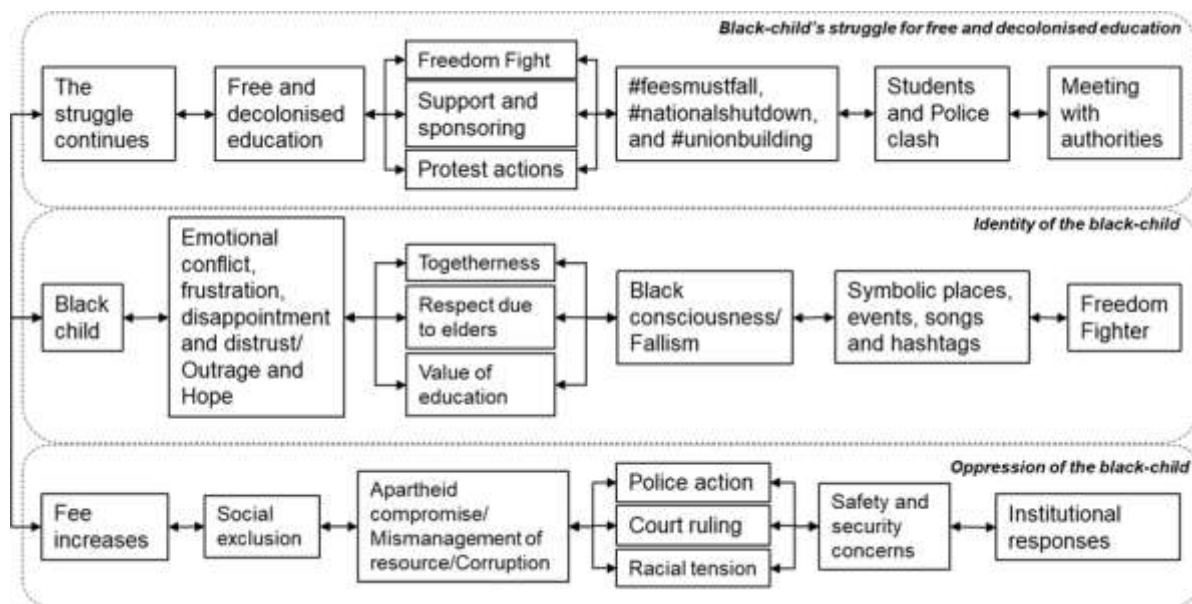 Black-child's struggle for free and decolonised education
The
struggle
continues
Free and
decolonised
education
Freedom Fight
Support and
sponsoring
Protest actions
#feesmustfall,
#nationalshutdown,
and #unionbuilding
Students
and Police
clash
Meeting
with
authorities
Identity of the black-child
Black
child
Emotional
conflict,
frustration,
disappointment
and distrust/
Outrage and
Hope
Togetherness
Respect due
to elders
Value of
education
Black
consciousness/
Fallism
Symbolic places,
events, songs
and hashtags
Freedom
Fighter
Oppression of the black-child
Fee
increases
Social
exclusion
Apartheid
compromise/
Mismanagement of
resource/Corruption
Police action
Court ruling
Racial tension
Safety and
security
concerns
Institutional
responses